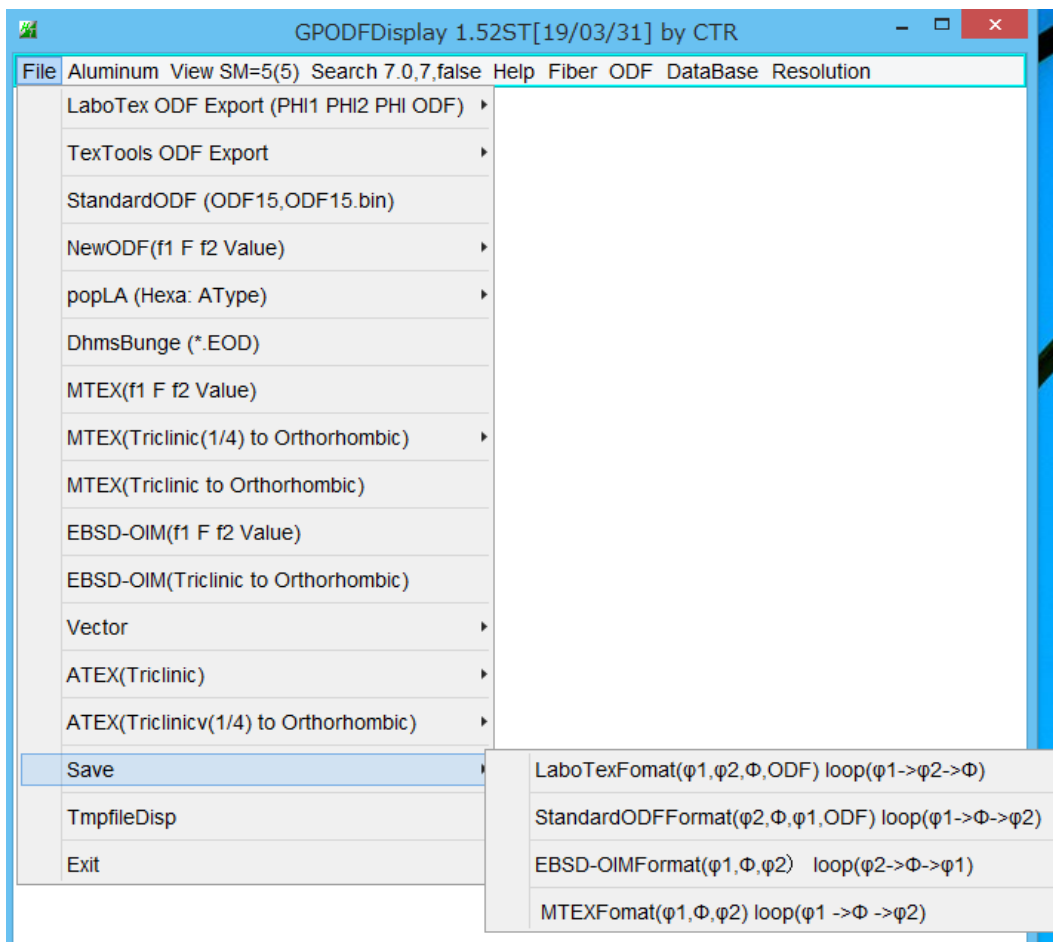 GPODFDisplay 1.52ST[19/03/31] by CTR
File Aluminum View SM=5(5) Search 7.0,7,false Help Fiber ODF DataBase Resolution
LaboTex ODF Export (PHI1 PHI2 PHI ODF)
TexTools ODF Export
StandardODF (ODF15,ODF15.bin)
NewODF(f1 F f2 Value)
popLA (Hexa: AType)
DhmsBunge (*.EOD)
MTEX(f1 F f2 Value)
MTEX(Triclinic(1/4) to Orthorhombic)
MTEX(Triclinic to Orthorhombic)
EBSD-OIM(f1 F f2 Value)
EBSD-OIM(Triclinic to Orthorhombic)
Vector
ATEX(Triclinic)
ATEX(Triclinicv(1/4) to Orthorhombic)
Save
LaboTexFomat(φ1,φ2,Φ,ODF) loop(φ1->φ2->Φ)
TmpfileDisp
StandardODFFormat(φ2,Φ,φ1,ODF) loop(φ1->Φ->φ2)
Exit
EBSD-OIMFormat(φ1,Φ,φ2） loop(φ2->Φ->φ1)
MTEXFomat(φ1,Φ,φ2) loop(φ1 ->Φ ->φ2)